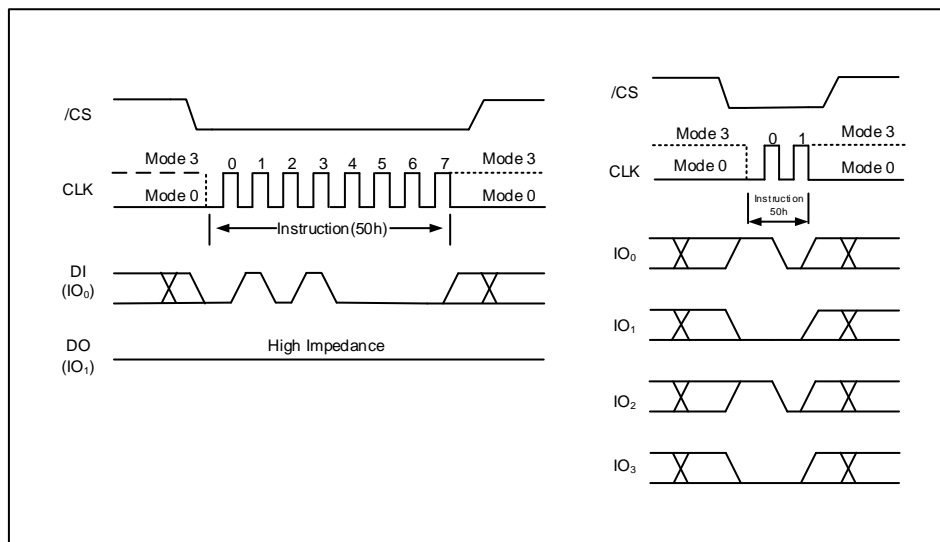 /CS
Mode 3 0 1 2 3 4 5 6 7 Mode 3
CLK
Mode 0 Mode 0
Instruction(50h)
DI
(IO₀)
DO
(IO₁)
High Impedance
/CS
Mode 3 0 1 Mode 3
CLK
Mode 0 Mode 0
Instruction
50h
IO₀
IO₁
IO₂
IO₃